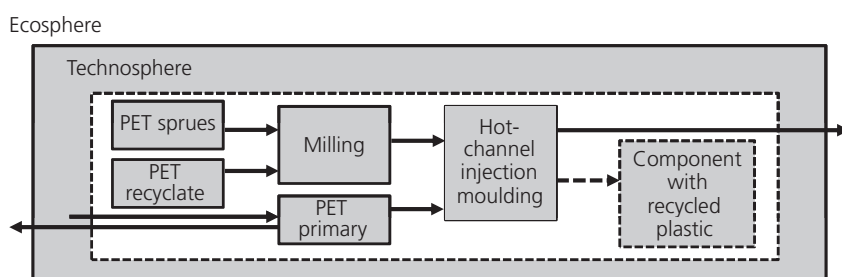 Ecosphere
Technosphere
PET sprues
PET
recyclate
Milling
PET
primary
Hot-
channel
injection
moulding
Component
with
recycled
plastic